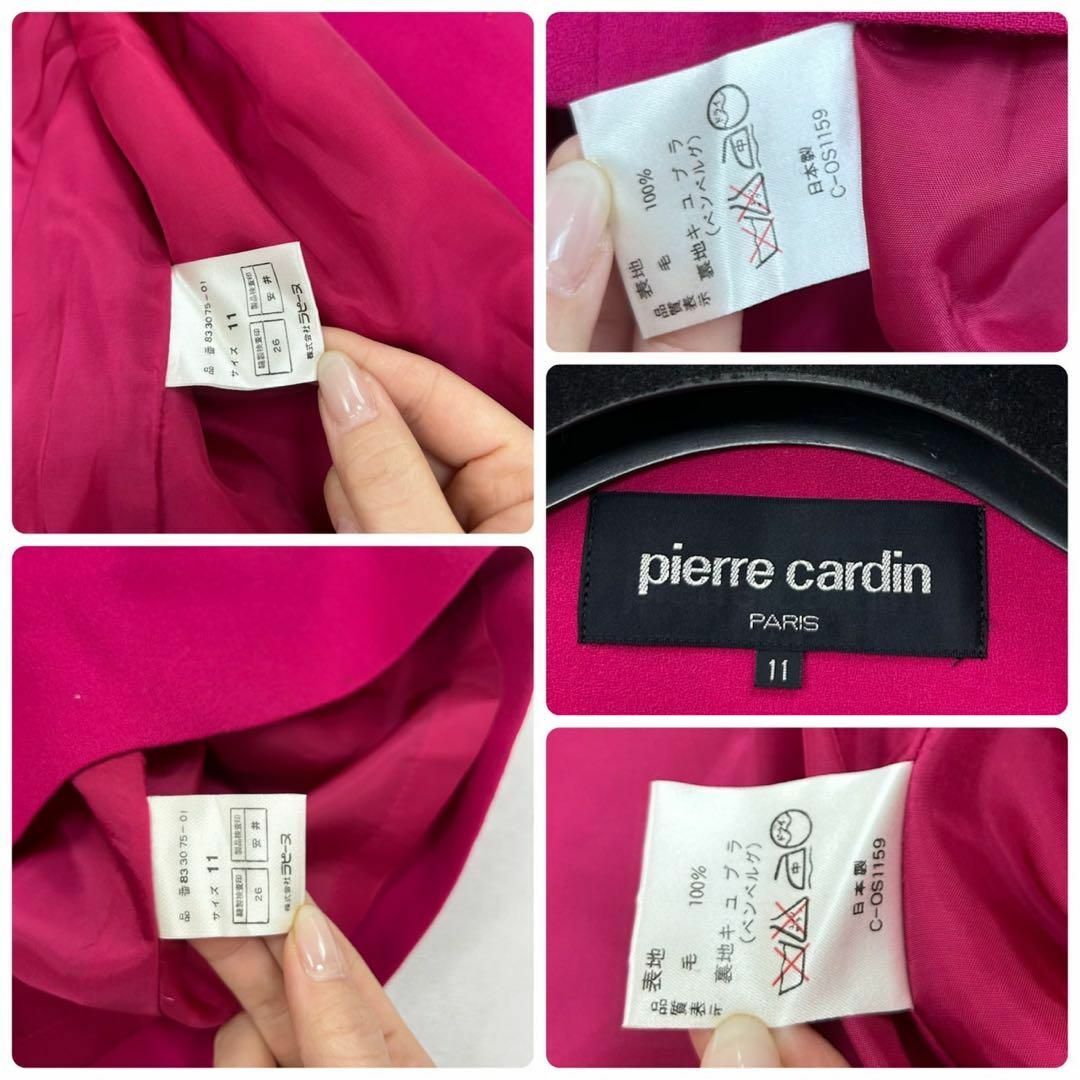 品 番 833075-01
サイズ 11
縫製検査印 製品検査印
26 安井
株式会社ラピーヌ
品質表示
表地
毛 100%
裏地キュプラ
(ベンベルグ)
ドライ
中
日本製
C-OS1159
pierre cardin
PARIS
11
品 番 833075-01
サイズ 11
縫製検査印 製品検査印
26 安井
株式会社ラピーヌ
品質表示
表地
毛 100%
裏地キュプラ
(ベンベルグ)
ドライ
中
日本製
C-OS1159